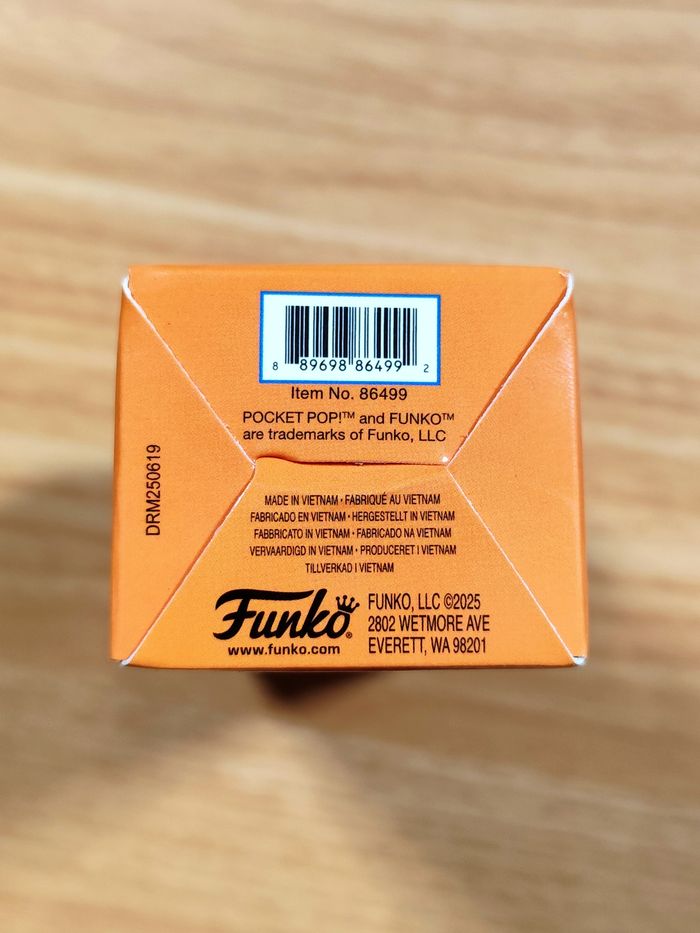 8 89698 86499 2
Item No. 86499
POCKET POP!™ and FUNKO™
are trademarks of Funko, LLC
DRM250619
MADE IN VIETNAM • FABRIQUÉ AU VIETNAM
FABRICADO EN VIETNAM • HERGESTELLT IN VIETNAM
FABBRICATO IN VIETNAM • FABRICADO NA VIETNAM
VERVAARDIGD IN VIETNAM • PRODUCERET I VIETNAM
TILLVERKAD I VIETNAM
Funko®
www.funko.com
FUNKO, LLC ©2025
2802 WETMORE AVE
EVERETT, WA 98201